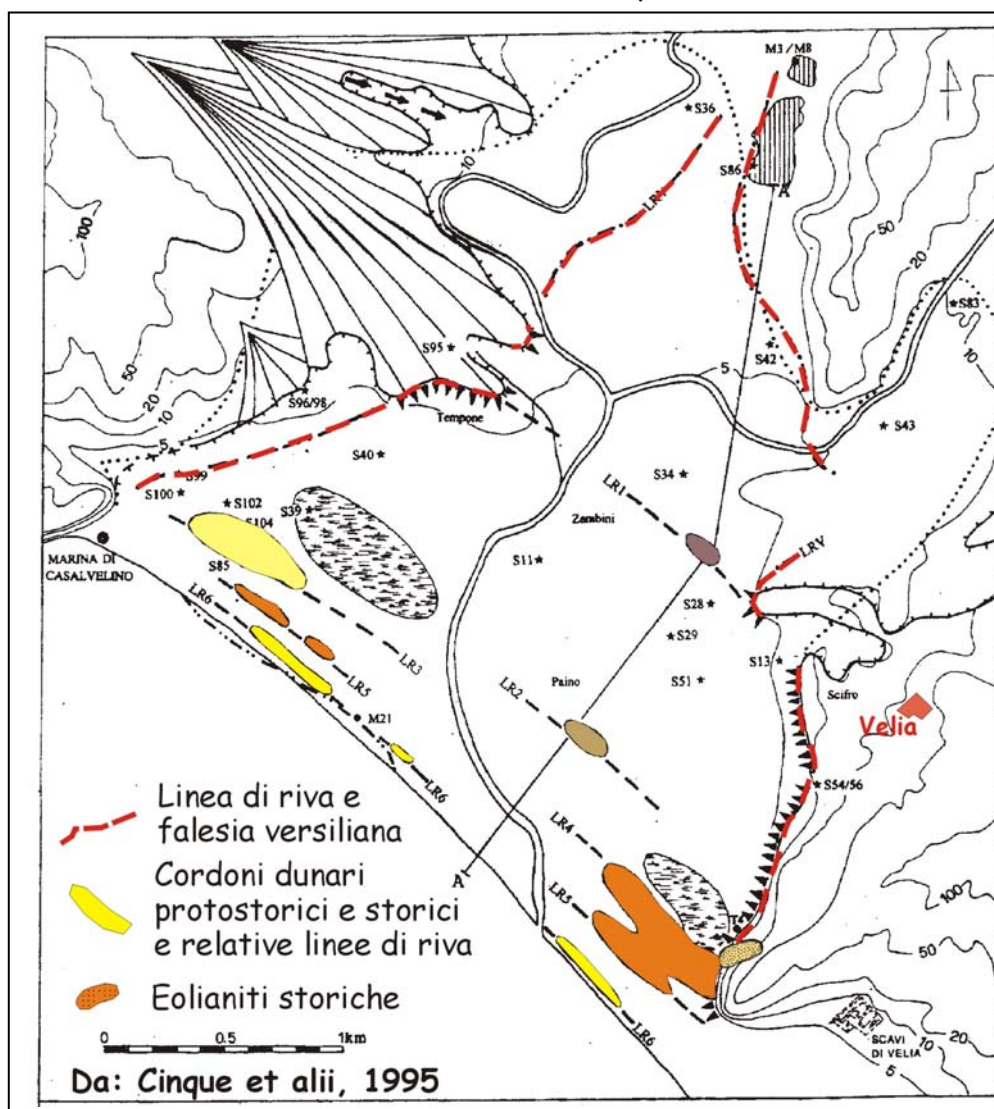 M3/M8
S36
10
LRV
S86
A
100
50
20
S83
10
50
20
10
5
S95
S42
5
S96/98
Tempone
S43
S40
S34
S99
S100
S102
S104
S39
LR1
Zarabini
MARINA DI
CASALVELINO
S85
S11
LRV
S28
LR6
LR3
S29
S13
Paino
S51
Scifro
LR5
LR2
Velia
M21
S54/56
LR6
Linea di riva e
falesia versiliana
LR4
A
Cordoni dunari
protostorici e storici
e relative linee di riva
LR5
100
50
Eolianiti storiche
SCAVI
DI VELIA
20
10
5
LR6
0 0.5 1km
Da: Cinque et alii, 1995